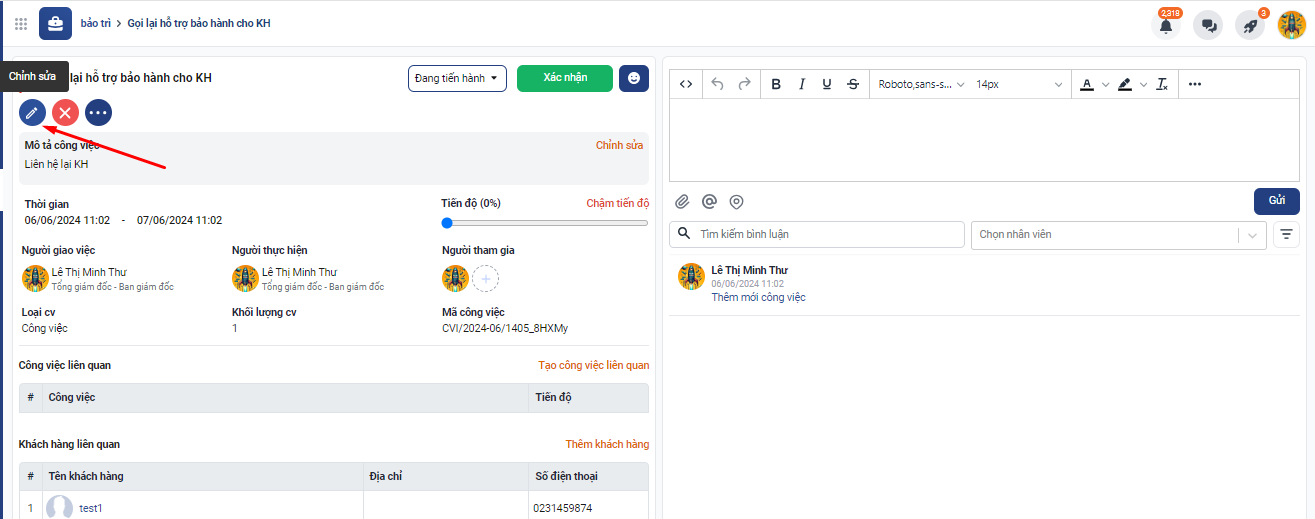 bảo trì > Gọi lại hỗ trợ bảo hành cho KH
2,318
3
Chỉnh sửa
lại hỗ trợ bảo hành cho KH
Đang tiến hành
Xác nhận
Mô tả công việc
Chỉnh sửa
Liên hệ lại KH
Thời gian
06/06/2024 11:02 - 07/06/2024 11:02
Tiến độ (0%)
Chậm tiến độ
Người giao việc
Lê Thị Minh Thư
Tổng giám đốc - Ban giám đốc
Người thực hiện
Lê Thị Minh Thư
Tổng giám đốc - Ban giám đốc
Người tham gia
Loại cv
Công việc
Khối lượng cv
1
Mã công việc
CVI/2024-06/1405_8HXMy
Công việc liên quan
Tạo công việc liên quan
# Công việc Tiến độ
Khách hàng liên quan
Thêm khách hàng
# Tên khách hàng Địa chỉ Số điện thoại
1 test1 0231459874
B I U S Roboto,sans-s... 14px A
Gửi
Tìm kiếm bình luận
Chọn nhân viên
Lê Thị Minh Thư
06/06/2024 11:02
Thêm mới công việc